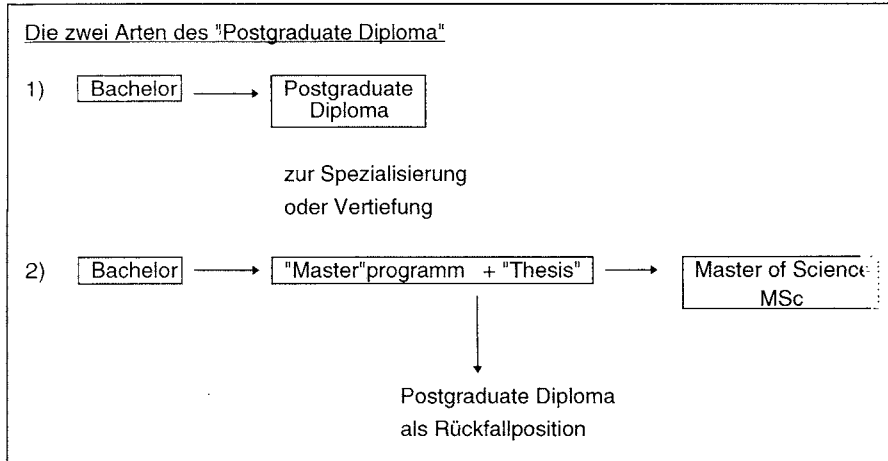 Die zwei Arten des "Postgraduate Diploma"
1) Bachelor Postgraduate
Diploma
zur Spezialisierung
oder Vertiefung
2) Bachelor "Master"programm + "Thesis" Master of Science
MSc
Postgraduate Diploma
als Rückfallposition